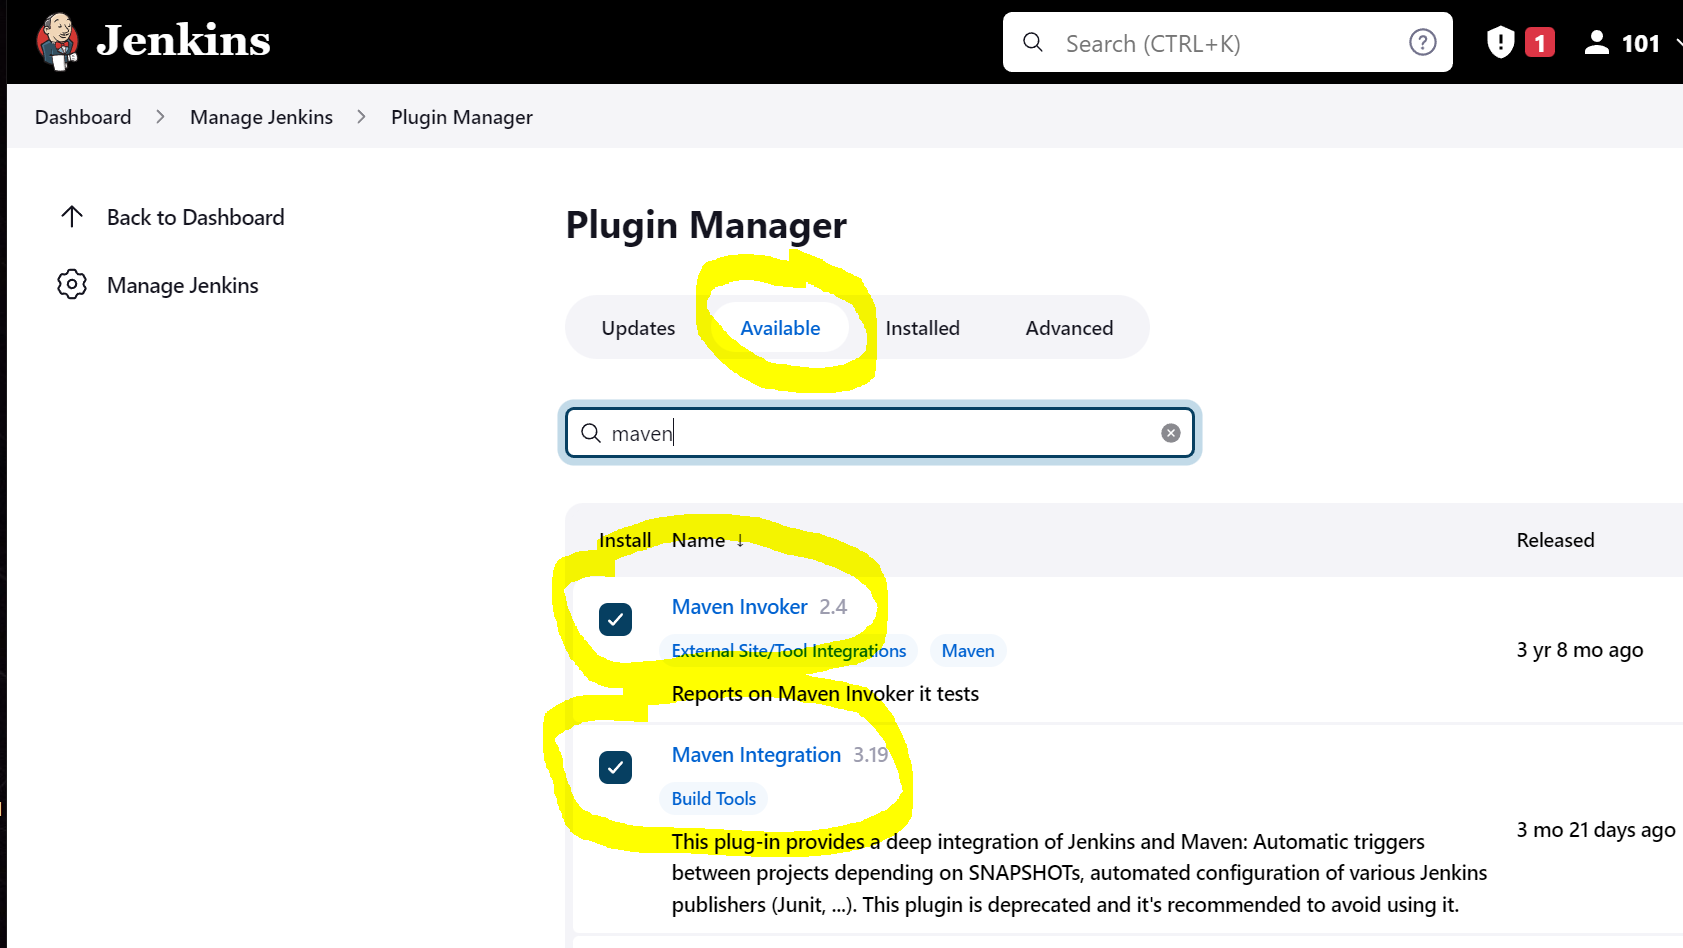 Jenkins
Search (CTRL+K)
1
101
Dashboard
Manage Jenkins
Plugin Manager
Back to Dashboard
Manage Jenkins
Plugin Manager
Updates
Available
Installed
Advanced
maven
Install Name ↓ Released
Maven Invoker 2.4
External Site/Tool Integrations Maven
3 yr 8 mo ago
Reports on Maven Invoker it tests
Maven Integration 3.19
Build Tools
3 mo 21 days ago
This plug-in provides a deep integration of Jenkins and Maven: Automatic triggers
between projects depending on SNAPSHOTs, automated configuration of various Jenkins
publishers (Junit, ...). This plugin is deprecated and it's recommended to avoid using it.